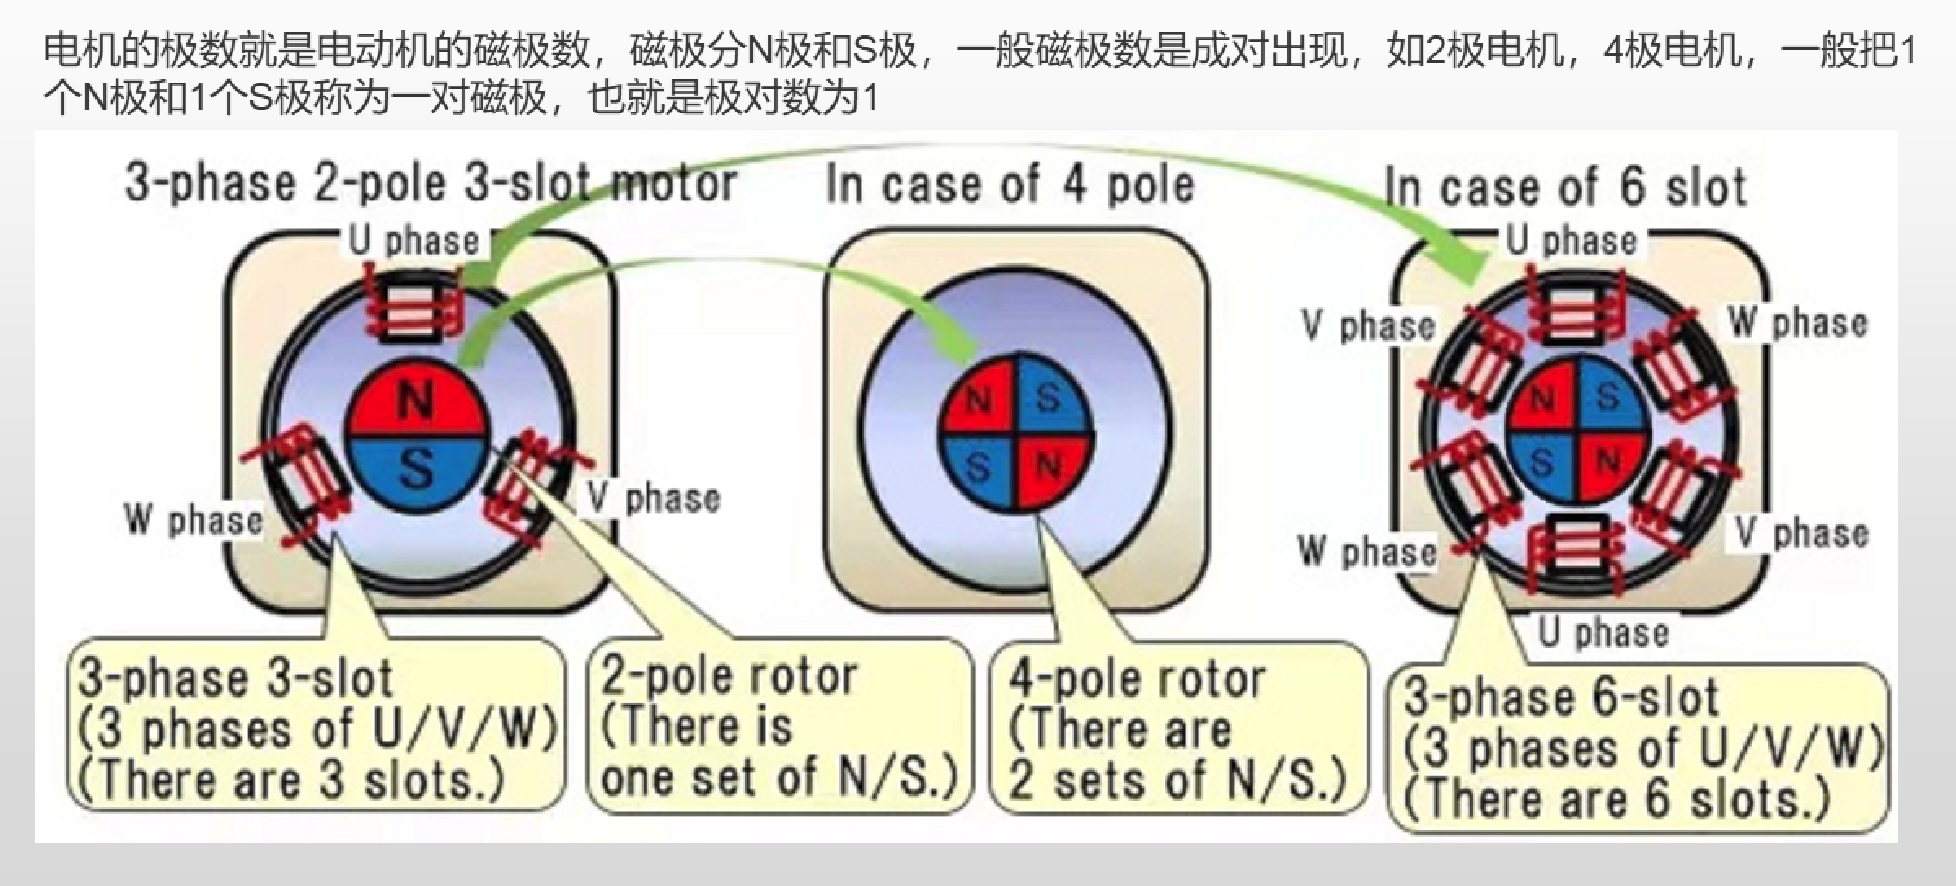 电机的极数就是电动机的磁极数，磁极分N极和S极，一般磁极数是成对出现，如2极电机，4极电机，一般把1
个N极和1个S极称为一对磁极，也就是极对数为1
3-phase 2-pole 3-slot motor
U phase
N
S
W phase
V phase
3-phase 3-slot
(3 phases of U/V/W)
(There are 3 slots.)
2-pole rotor
(There is
one set of N/S.)
In case of 4 pole
N S
S N
4-pole rotor
(There are
2 sets of N/S.)
In case of 6 slot
U phase
V phase
W phase
N S
S N
W phase
V phase
U phase
3-phase 6-slot
(3 phases of U/V/W)
(There are 6 slots.)